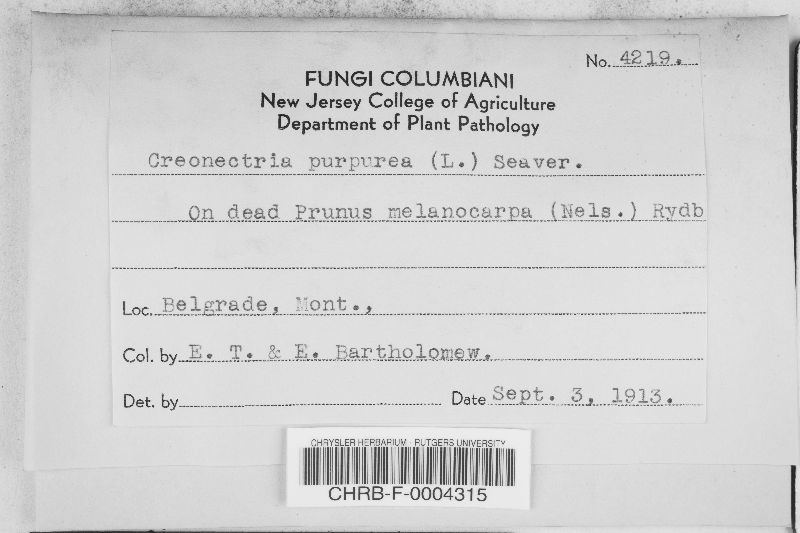 No. 4219.
FUNGI COLUMBIANI
New Jersey College of Agriculture
Department of Plant Pathology
Creonectria purpurea (L.) Seaver.
On dead Prunus melanocarpa (Nels.) Rydb
Loc. Belgrade, Mont.,
Col. by E. T. & E. Bartholomew.
Det. by Date Sept. 3, 1913.
CHRYSLER HERBARIUM - RUTGERS UNIVERSITY
CHRB-F-0004315